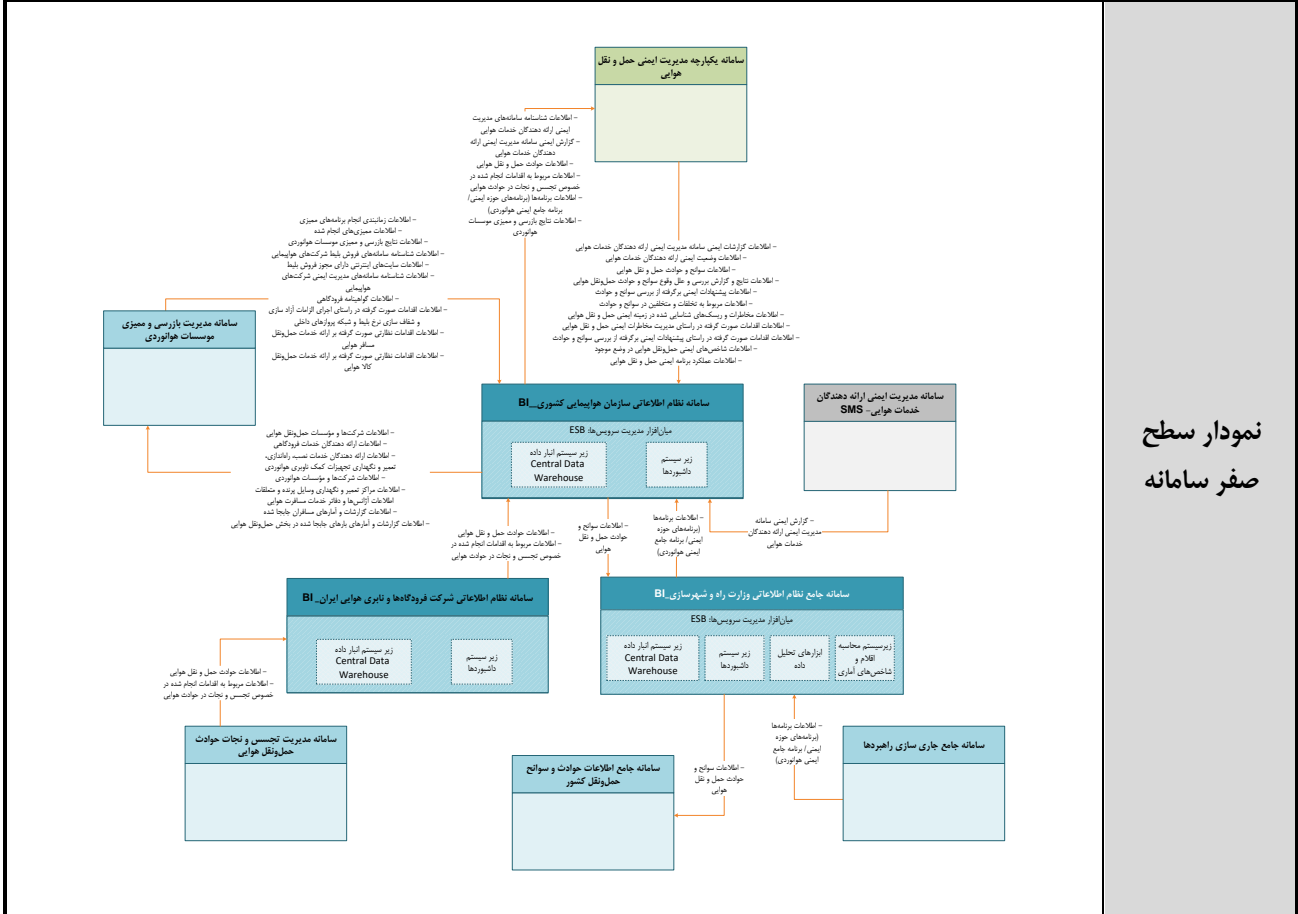 نمودار سطح
صفر سامانه
سامانه یکپارچه مدیریت ایمنی حمل و نقل
هوایی
- اطلاعات شناسنامه سامانه‌های مدیریت
ایمنی ارائه دهندگان خدمات هوایی
- گزارش ایمنی سامانه مدیریت ایمنی ارائه
دهندگان خدمات هوایی
- اطلاعات حوادث حمل و نقل هوایی
- اطلاعات مربوط به اقدامات انجام شده در
خصوص تجسس و نجات در حوادث هوایی
- اطلاعات برنامه‌ها (برنامه‌های حوزه ایمنی/
برنامه جامع ایمنی هوانوردی)
- اطلاعات نتایج بازرسی و ممیزی موسسات
هوانوردی
- اطلاعات گزارشات ایمنی سامانه مدیریت ایمنی ارائه دهندگان خدمات هوایی
- اطلاعات وضعیت ایمنی ارائه دهندگان خدمات هوایی
- اطلاعات سوانح و حوادث حمل و نقل هوایی
- اطلاعات نتایج و گزارش بررسی و علل وقوع سوانح و حوادث حمل‌ونقل هوایی
- اطلاعات پیشنهادات ایمنی برگرفته از بررسی سوانح و حوادث
- اطلاعات مربوط به تخلفات و متخلفین در سوانح و حوادث
- اطلاعات مخاطرات و ریسک‌های شناسایی شده در زمینه ایمنی حمل و نقل هوایی
- اطلاعات اقدامات صورت گرفته در راستای مدیریت مخاطرات ایمنی حمل و نقل هوایی
- اطلاعات اقدامات صورت گرفته در راستای پیشنهادات ایمنی برگرفته از بررسی سوانح و حوادث
- اطلاعات شاخص‌های ایمنی حمل‌ونقل هوایی در وضع موجود
- اطلاعات عملکرد برنامه ایمنی حمل و نقل هوایی
- اطلاعات زمانبندی انجام برنامه‌های ممیزی
- اطلاعات ممیزی‌های انجام شده
- اطلاعات نتایج بازرسی و ممیزی موسسات هوانوردی
- اطلاعات شناسنامه سامانه‌های فروش بلیط شرکت‌های هواپیمایی
- اطلاعات سایت‌های اینترنتی دارای مجوز فروش بلیط
- اطلاعات شناسنامه سامانه‌های مدیریت ایمنی شرکت‌های
هواپیمایی
- اطلاعات گواهینامه فرودگاهی
- اطلاعات اقدامات صورت گرفته در راستای اجرای الزامات آزاد سازی
و شفاف سازی نرخ بلیط و شبکه پروازهای داخلی
- اطلاعات اقدامات نظارتی صورت گرفته بر ارائه خدمات حمل‌ونقل
مسافر هوایی
- اطلاعات اقدامات نظارتی صورت گرفته بر ارائه خدمات حمل‌ونقل
کالا هوایی
سامانه مدیریت بازرسی و ممیزی
موسسات هوانوردی
سامانه نظام اطلاعاتی سازمان هواپیمایی کشوری_BI
میان‌افزار مدیریت سرویس‌ها: ESB
زیر سیستم
داشبوردها
زیر سیستم انبار داده
Central Data
Warehouse
سامانه مدیریت ایمنی ارائه دهندگان
خدمات هوایی- SMS
- اطلاعات شرکت‌ها و مؤسسات حمل‌ونقل هوایی
- اطلاعات ارائه دهندگان خدمات فرودگاهی
- اطلاعات ارائه دهندگان خدمات نصب، راه‌اندازی،
تعمیر و نگهداری تجهیزات کمک ناوبری هوانوردی
- اطلاعات شرکت‌ها و مؤسسات هوانوردی
- اطلاعات مراکز تعمیر و نگهداری وسایل پرنده و متعلقات
اطلاعات آژانس‌ها و دفاتر خدمات مسافرت هوایی
- اطلاعات گزارشات و آمارهای مسافران جابجا شده
- اطلاعات گزارشات و آمارهای بارهای جابجا شده در بخش حمل‌ونقل هوایی
- اطلاعات حوادث حمل و نقل هوایی
- اطلاعات مربوط به اقدامات انجام شده در
خصوص تجسس و نجات در حوادث هوایی
- اطلاعات سوانح و
حوادث حمل و نقل
هوایی
- اطلاعات برنامه‌ها
(برنامه‌های حوزه
ایمنی/ برنامه جامع
ایمنی هوانوردی)
- گزارش ایمنی سامانه
مدیریت ایمنی ارائه دهندگان
خدمات هوایی
سامانه نظام اطلاعاتی شرکت فرودگاه‌ها و نابری هوایی ایران_ BI
زیر سیستم
داشبوردها
زیر سیستم انبار داده
Central Data
Warehouse
سامانه جامع نظام اطلاعاتی وزارت راه و شهرسازی_BI
میان‌افزار مدیریت سرویس‌ها: ESB
زیرسیستم محاسبه
اقلام و
شاخص‌های آماری
ابزارهای تحلیل
داده
زیر سیستم
داشبوردها
زیر سیستم انبار داده
Central Data
Warehouse
- اطلاعات حوادث حمل و نقل هوایی
- اطلاعات مربوط به اقدامات انجام شده در
خصوص تجسس و نجات در حوادث هوایی
سامانه مدیریت تجسس و نجات حوادث
حمل‌ونقل هوایی
- اطلاعات سوانح و
حوادث حمل و نقل
هوایی
- اطلاعات برنامه‌ها
(برنامه‌های حوزه
ایمنی/ برنامه جامع
ایمنی هوانوردی)
سامانه جامع جاری سازی راهبردها
سامانه جامع اطلاعات حوادث و سوانح
حمل‌ونقل کشور